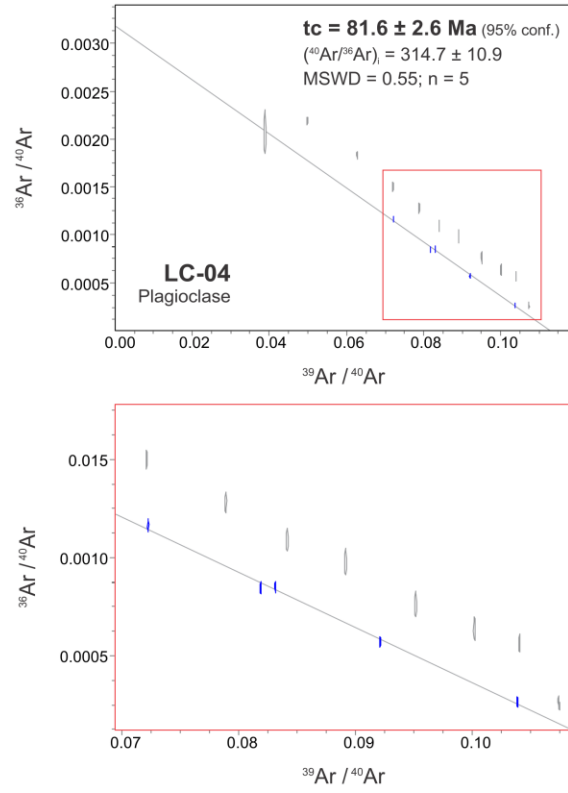 tc = 81.6 ± 2.6 Ma (95% conf.)
(⁴⁰Ar/³⁶Ar)ᵢ = 314.7 ± 10.9
MSWD = 0.55; n = 5
0.0030
0.0025
0.0020
0.0015
0.0010
0.0005
³⁶Ar / ⁴⁰Ar
LC-04
Plagioclase
0.00 0.02 0.04 0.06 0.08 0.10
³⁹Ar / ⁴⁰Ar
0.015
0.0010
0.0005
³⁶Ar / ⁴⁰Ar
0.07 0.08 0.09 0.10
³⁹Ar / ⁴⁰Ar